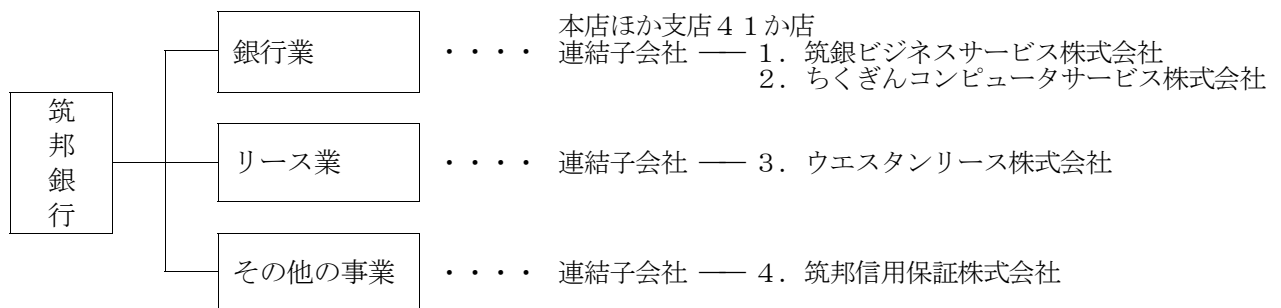 筑邦銀行
銀行業 ・・・・ 本店ほか支店41か店
連結子会社 ―― 1.筑銀ビジネスサービス株式会社
2.ちくぎんコンピュータサービス株式会社
リース業 ・・・・ 連結子会社 ―― 3.ウエスタンリース株式会社
その他の事業 ・・・・ 連結子会社 ―― 4.筑邦信用保証株式会社